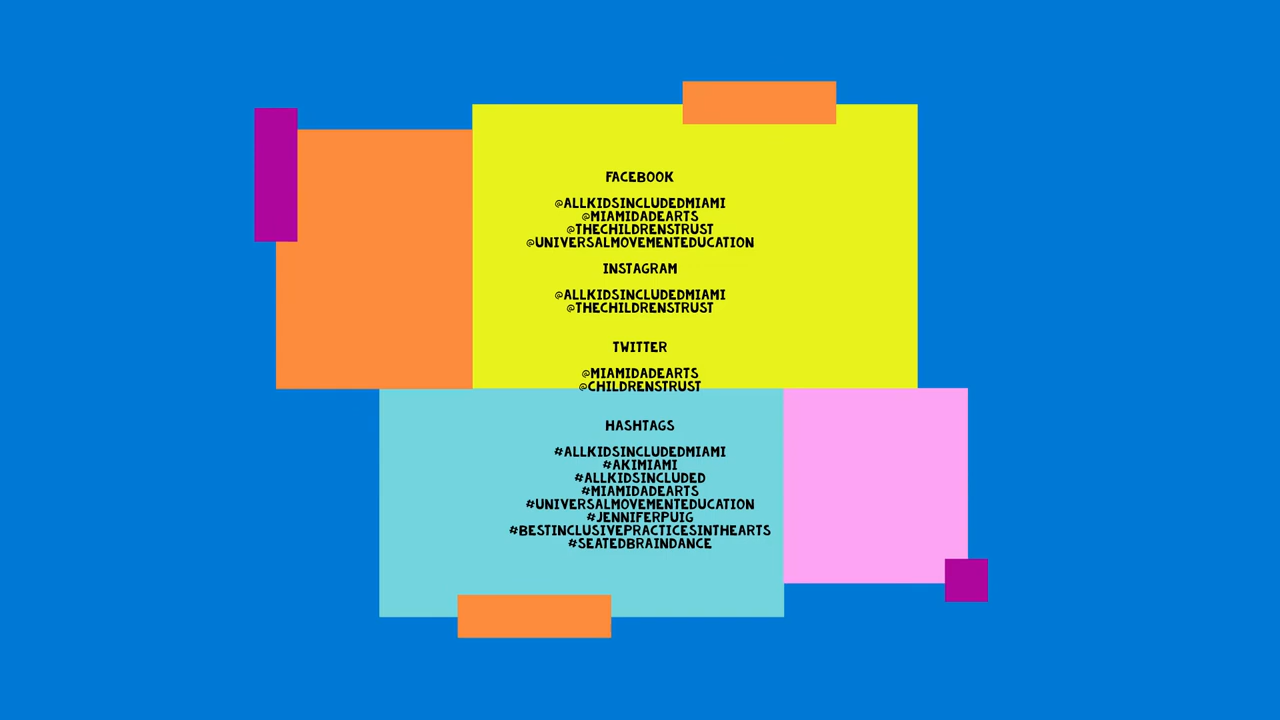 FACEBOOK
@ALLKIDSINCLUDEDMIAMI
@MIAMIDADEARTS
@THECHILDRENSTRUST
@UNIVERSALMOVEMENTEDUCATION
INSTAGRAM
@ALLKIDSINCLUDEDMIAMI
@THECHILDRENSTRUST
TWITTER
@MIAMIDADEARTS
@CHILDRENSTRUST
HASHTAGS
#ALLKIDSINCLUDEDMIAMI
#AKIMIAMI
#ALLKIDSINCLUDED
#MIAMIDADEARTS
#UNIVERSALMOVEMENTEDUCATION
#JENNIFERPUIG
#BESTINCLUSIVEPRACTICESINTHEARTS
#SEATEDBRAINDANCE